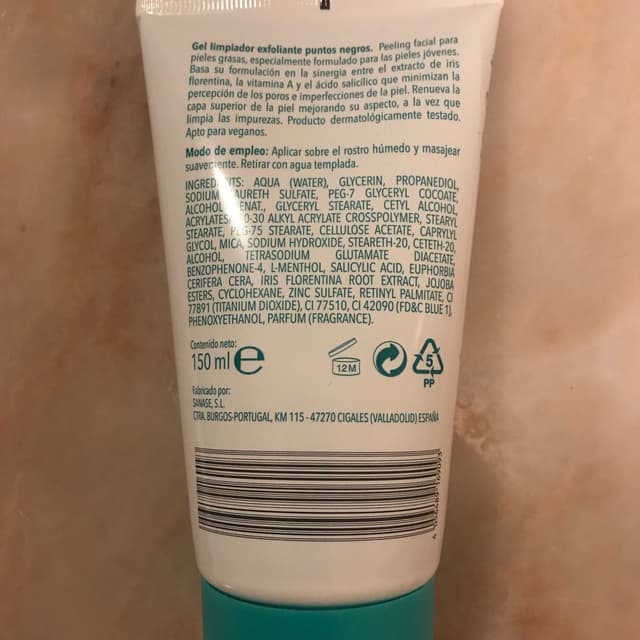 Gel limpiador exfoliante puntos negros. Peeling facial para
pieles grasas, especialmente formulado para las pieles jóvenes.
Basa su formulación en la sinergia entre el extracto de iris
florentina, la vitamina A y el ácido salicílico que minimizan la
percepción de los poros e imperfecciones de la piel. Renueva la
capa superior de la piel mejorando su aspecto, a la vez que
limpia las impurezas. Producto dermatológicamente testado.
Apto para veganos.
Modo de empleo: Aplicar sobre el rostro húmedo y masajear
suavemente. Retirar con agua templada.
INGREDIENTS: AQUA (WATER), GLYCERIN, PROPANEDIOL,
SODIUM LAURETH SULFATE, PEG-7 GLYCERYL COCOATE,
ALCOHOL DENAT., GLYCERYL STEARATE, CETYL ALCOHOL,
ACRYLATES/10-30 ALKYL ACRYLATE CROSSPOLYMER, STEARYL
STEARATE, PEG-75 STEARATE, CELLULOSE ACETATE, CAPRYLYL
GLYCOL, MICA, SODIUM HYDROXIDE, STEARETH-20, CETETH-20,
ALCOHOL, TETRASODIUM GLUTAMATE DIACETATE,
BENZOPHENONE-4, L-MENTHOL, SALICYLIC ACID, EUPHORBIA
CERIFERA CERA, IRIS FLORENTINA ROOT EXTRACT, JOJOBA
ESTERS, CYCLOHEXANE, ZINC SULFATE, RETINYL PALMITATE, CI
77891 (TITANIUM DIOXIDE), CI 77510, CI 42090 (FD&C BLUE 1),
PHENOXYETHANOL, PARFUM (FRAGRANCE).
Contenido neto:
150 ml e
12M
5
PP
Fabricado por:
SANASE, S.L.
CTRA. BURGOS-PORTUGAL, KM 115 - 47270 CIGALES (VALLADOLID) ESPAÑA